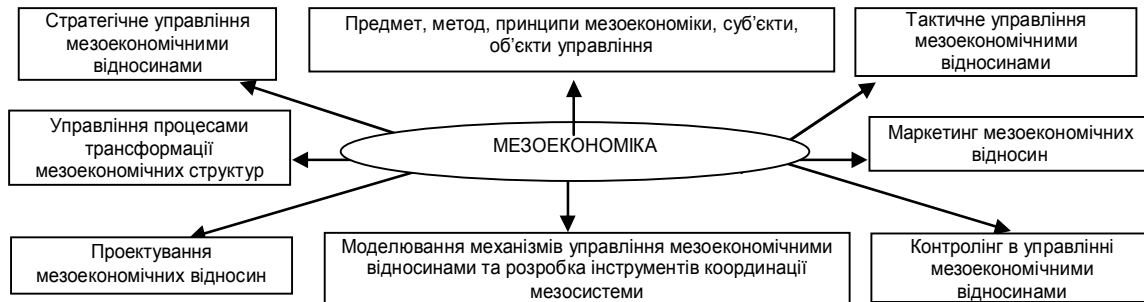 Стратегічне управління
мезоекономічними
відносинами
Предмет, метод, принципи мезоекономіки, суб’єкти,
об’єкти управління
Тактичне управління
мезоекономічними
відносинами
Управління процесами
трансформації
мезоекономічних структур
МЕЗОЕКОНОМІКА
Маркетинг мезоекономічних
відносин
Проектування
мезоекономічних відносин
Моделювання механізмів управління мезоекономічними
відносинами та розробка інструментів координації
мезосистеми
Контролінг в управлінні
мезоекономічними
відносинами